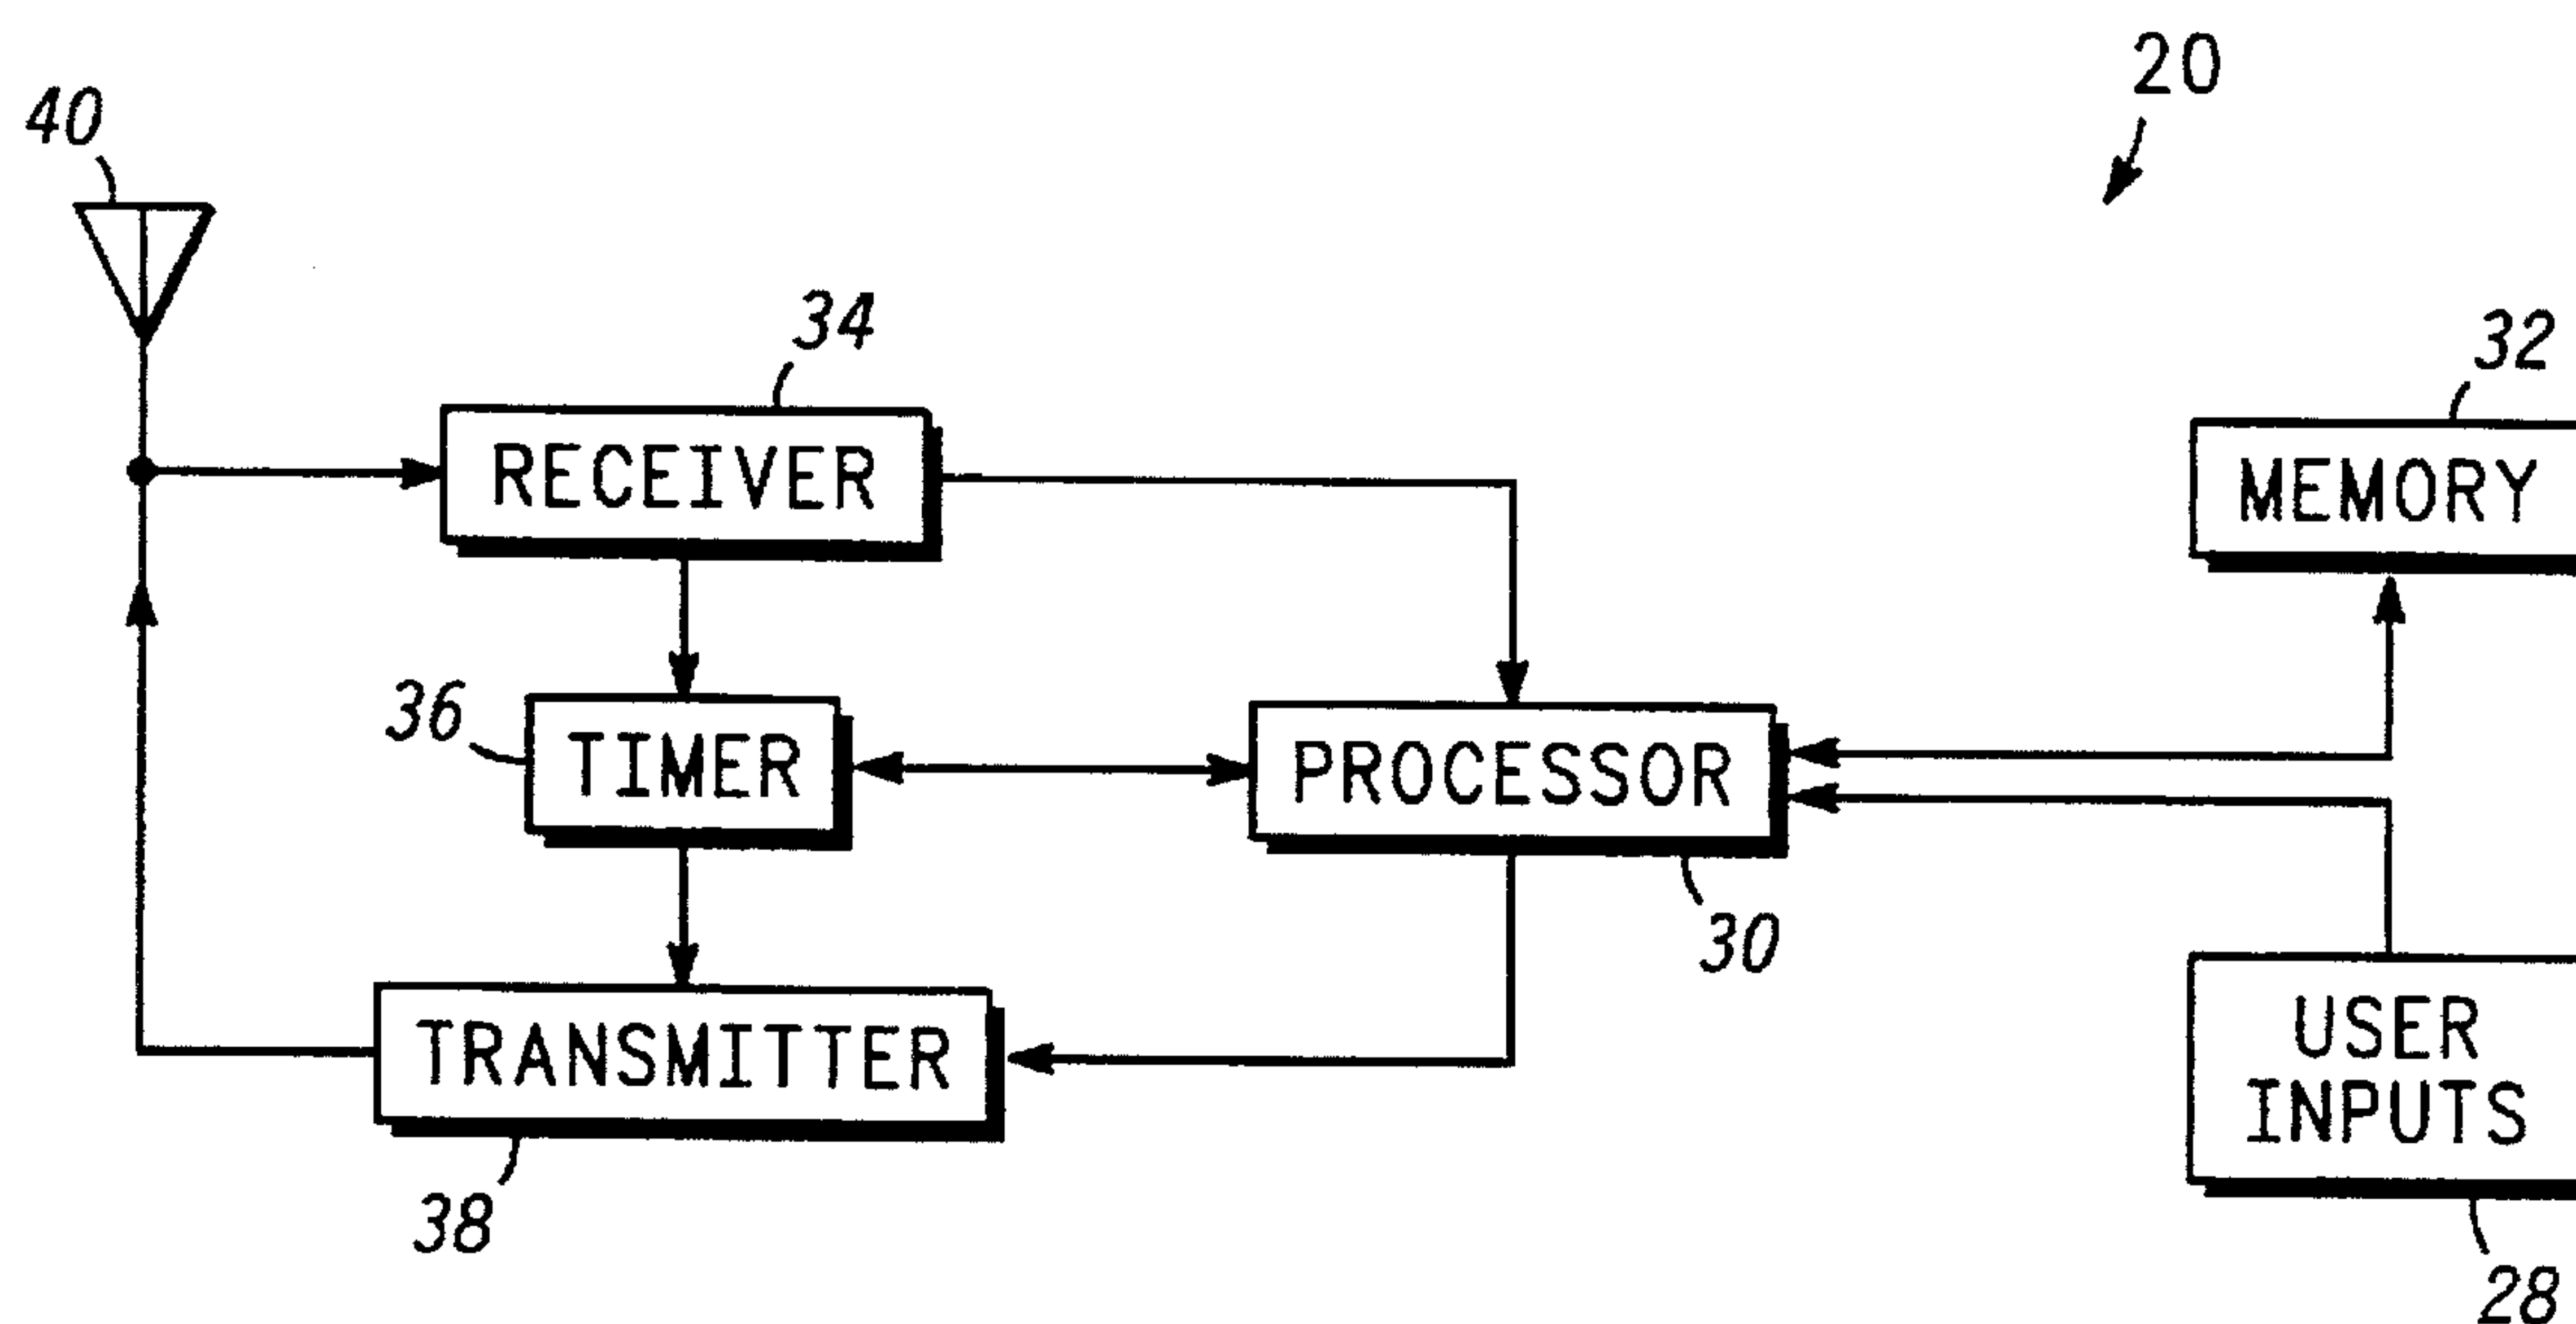 20
40
34
32
RECEIVER
MEMORY
36
TIMER
PROCESSOR
30
TRANSMITTER
USER
INPUTS
38
28